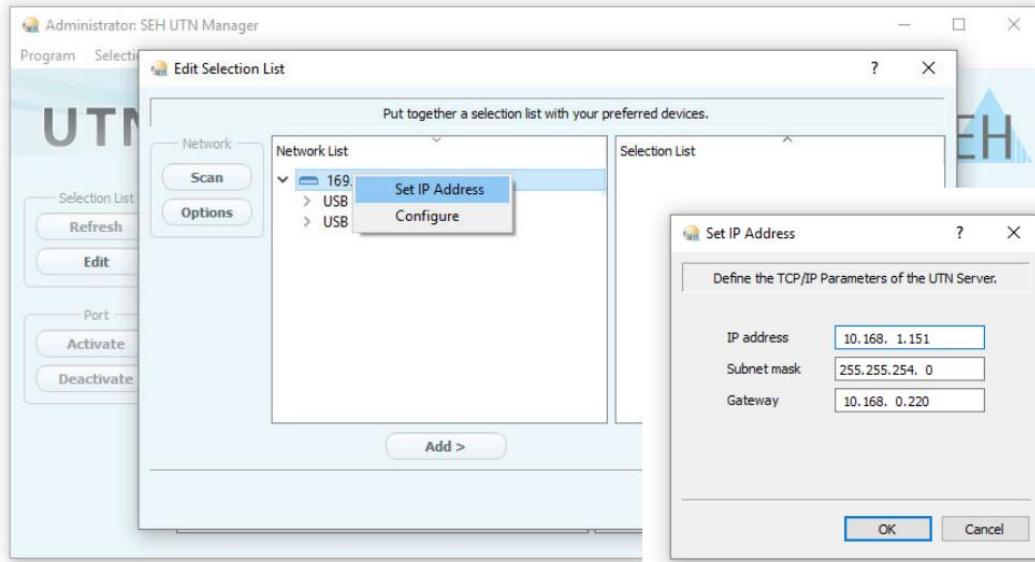 Administrator: SEH UTN Manager
Program Selecti
UTN
SEH
Selection List
Refresh
Edit
Port
Activate
Deactivate
Edit Selection List
?
Put together a selection list with your preferred devices.
Network
Scan
Options
Network List
169.
USB
USB
Set IP Address
Configure
Selection List
Add >
Set IP Address
?
Define the TCP/IP Parameters of the UTN Server.
IP address 10.168. 1.151
Subnet mask 255.255.254. 0
Gateway 10.168. 0.220
OK Cancel